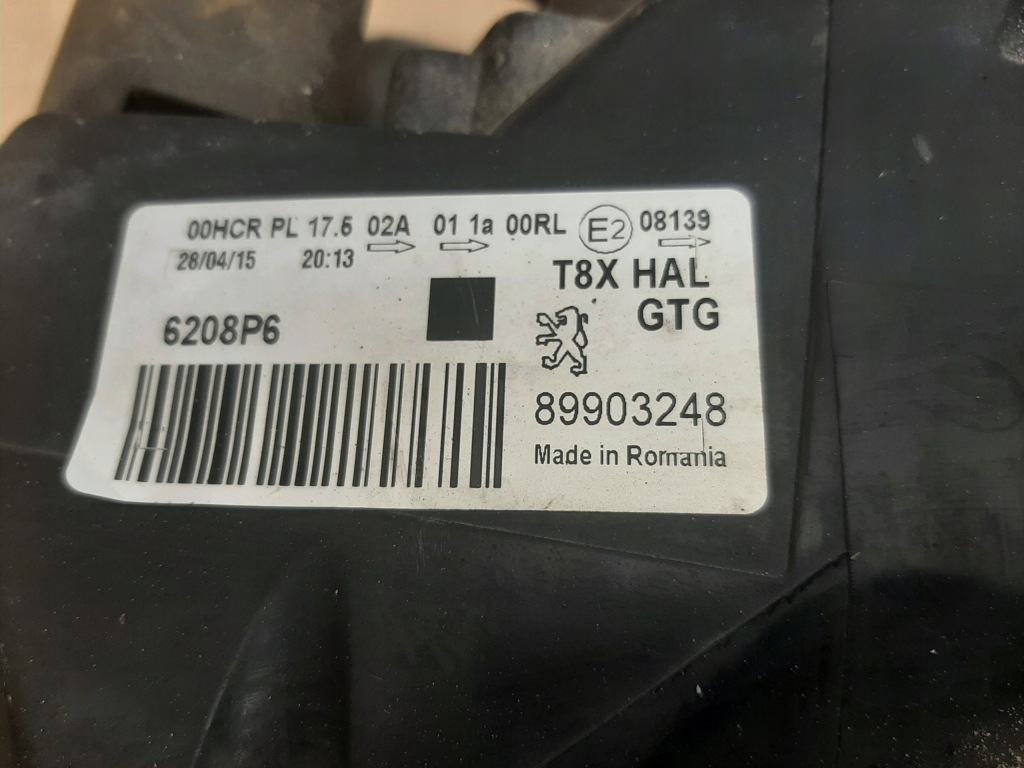 00HCR PL 17.5 02A 01 1a 00RL E2 08139
28/04/15 20:13
T8X HAL
GTG
6208P6
89903248
Made in Romania